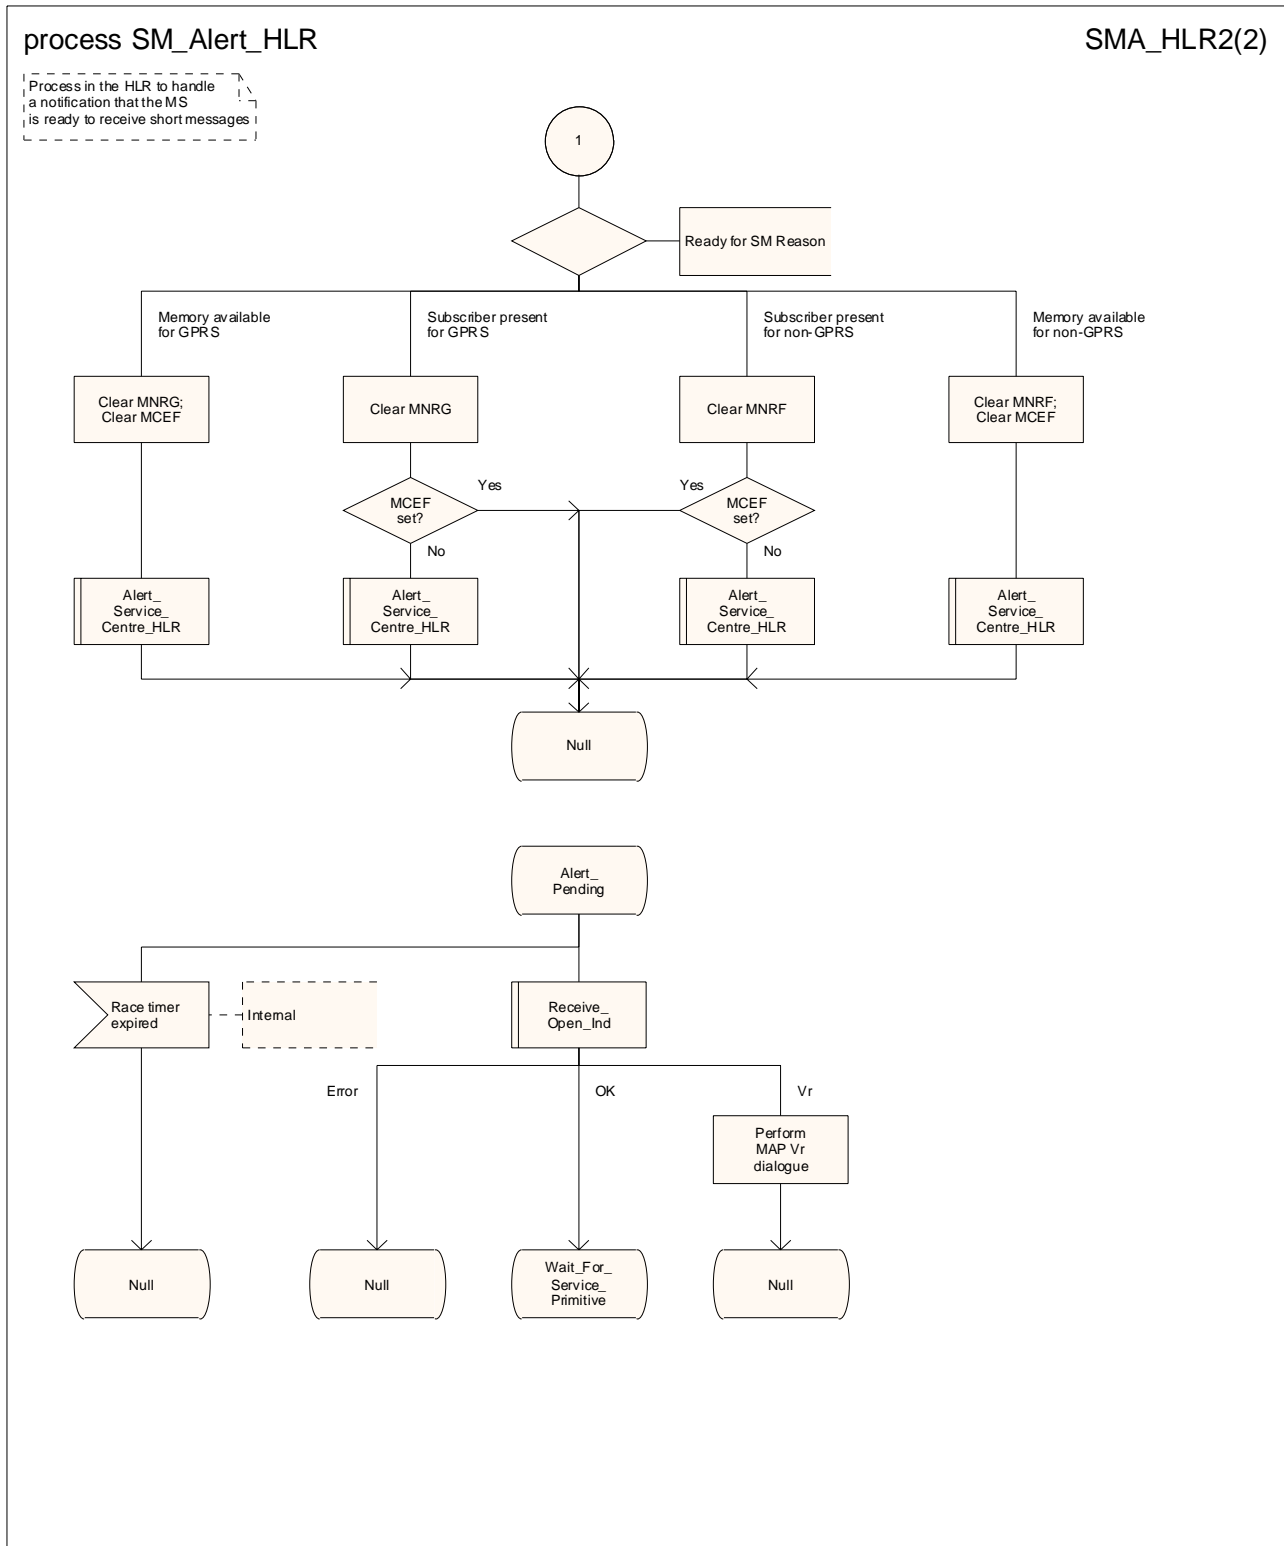 process SM_Alert_HLR
SMA_HLR2(2)
Process in the HLR to handle
a notification that the MS
is ready to receive short messages
1
Ready for SM Reason
Memory available
for GPRS
Subscriber present
for GPRS
Subscriber present
for non-GPRS
Memory available
for non-GPRS
Clear MNRG;
Clear MCEF
Clear MNRG
Clear MNRF
Clear MNRF;
Clear MCEF
MCEF
set?
Yes
No
Yes
MCEF
set?
No
Alert_
Service_
Centre_HLR
Alert_
Service_
Centre_HLR
Alert_
Service_
Centre_HLR
Alert_
Service_
Centre_HLR
Null
Alert_
Pending
Race timer
expired
Internal
Receive_
Open_Ind
Error
OK
Vr
Perform
MAP Vr
dialogue
Null
Null
Wait_For_
Service_
Primitive
Null